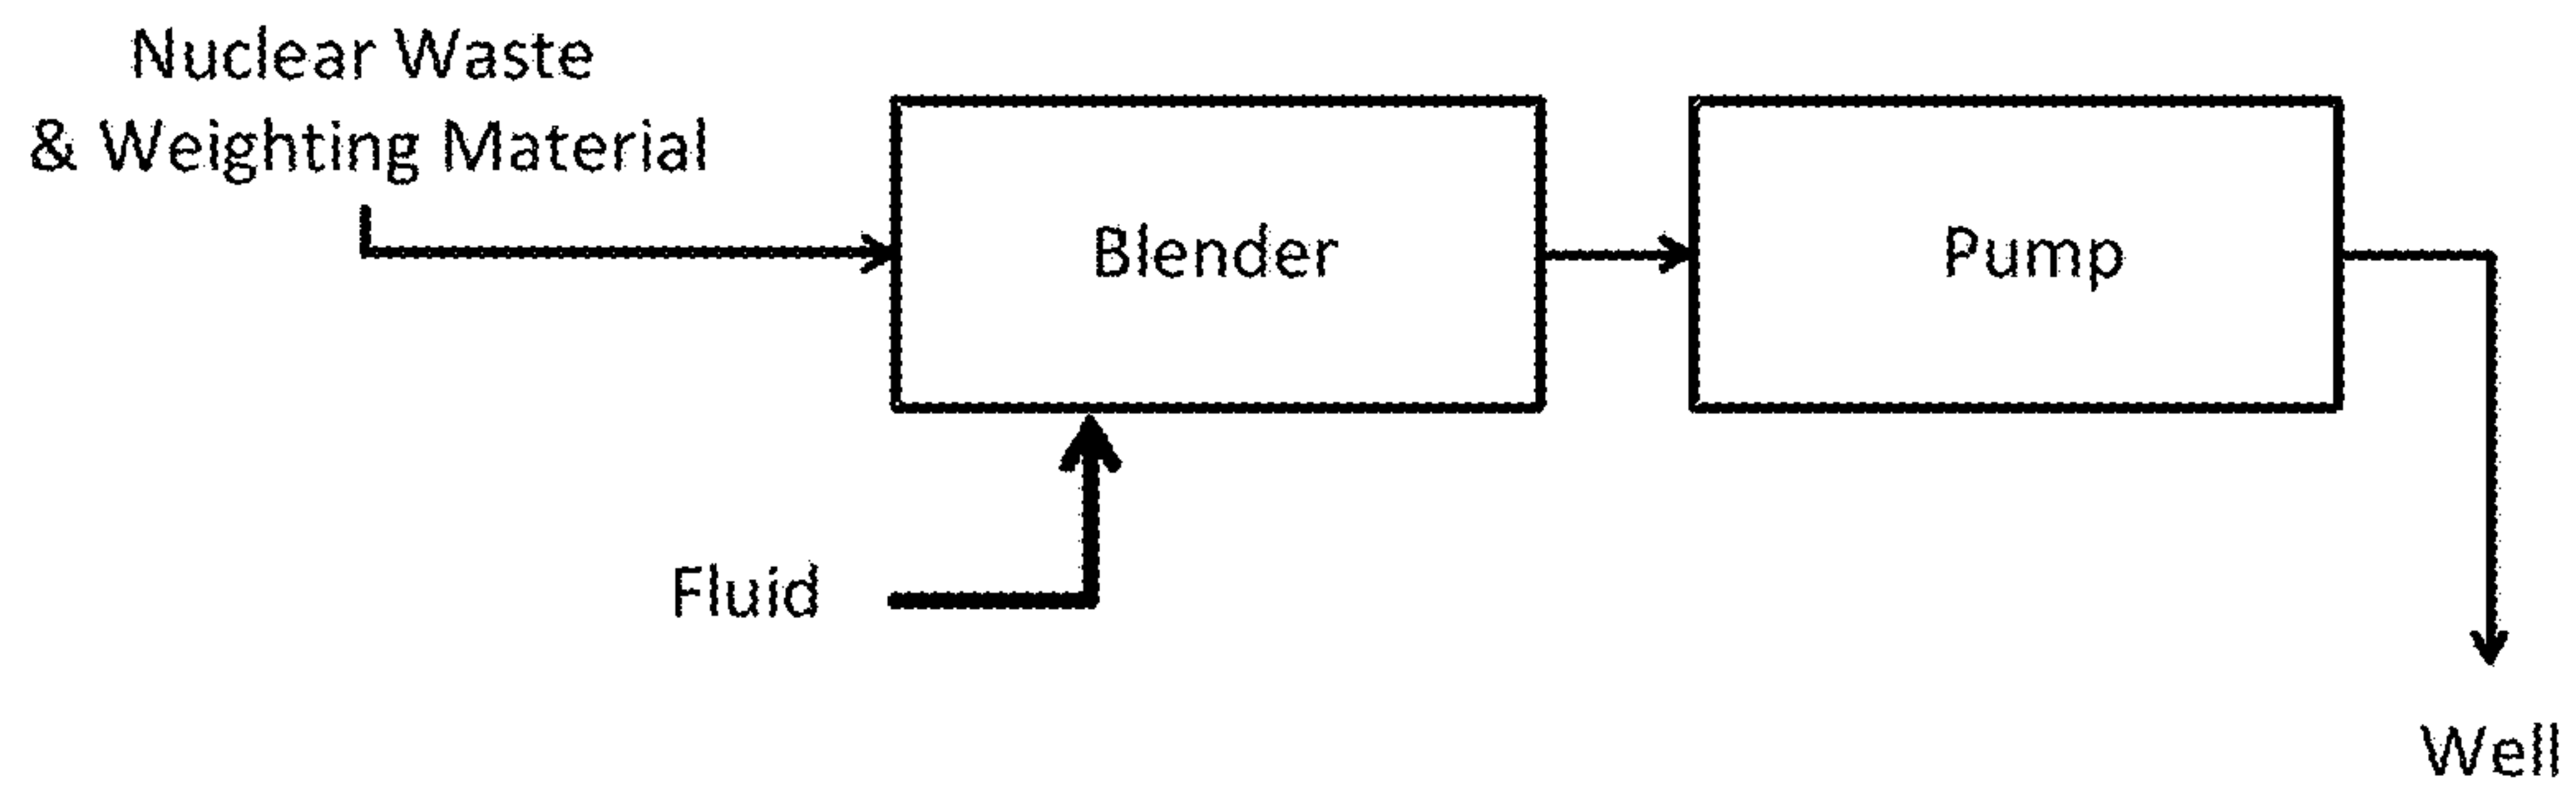 Nuclear Waste
& Weighting Material
Blender
Pump
Fluid
Well